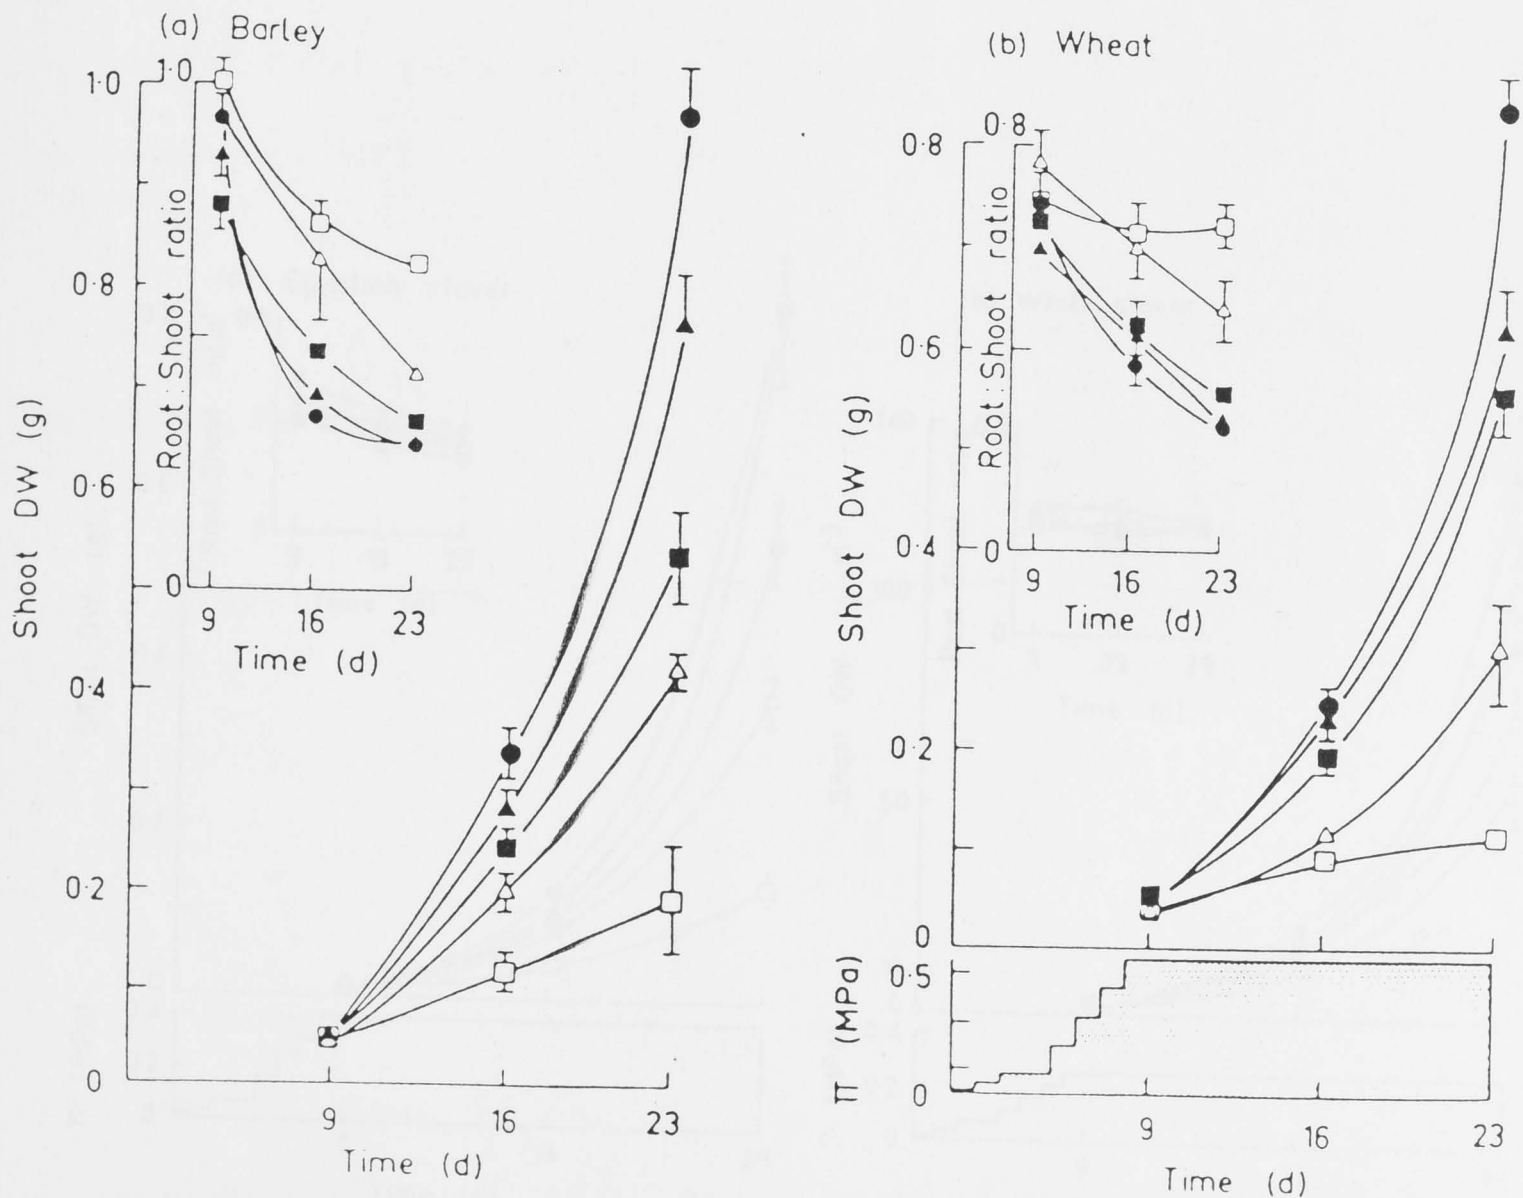 (a) Barley
1·0
0·8
0·6
0·4
0·2
0
Shoot DW (g)
9
16
23
Time (d)
1·0
0
Root : Shoot ratio
9
16
23
Time (d)
(b) Wheat
0·8
0·6
0·4
0·2
0
Shoot DW (g)
0·8
0
Root : Shoot ratio
9
16
23
Time (d)
0·5
0
Π (MPa)
9
16
23
Time (d)